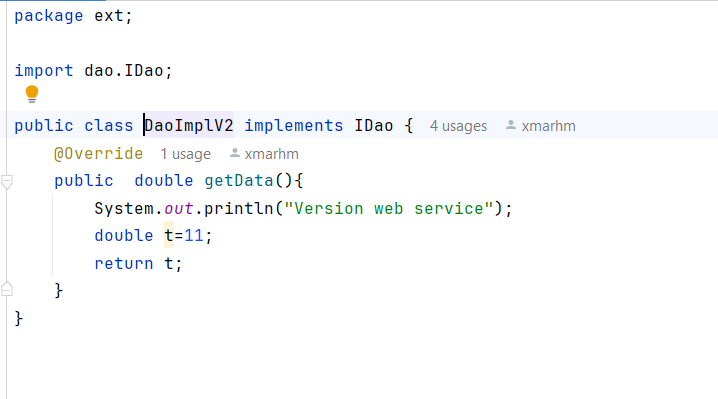 package ext;
import dao.IDao;
public class DaoImplV2 implements IDao { 4 usages xmarhm
@Override 1 usage xmarhm
public  double getData(){
System.out.println("Version web service");
double t=11;
return t;
}
}